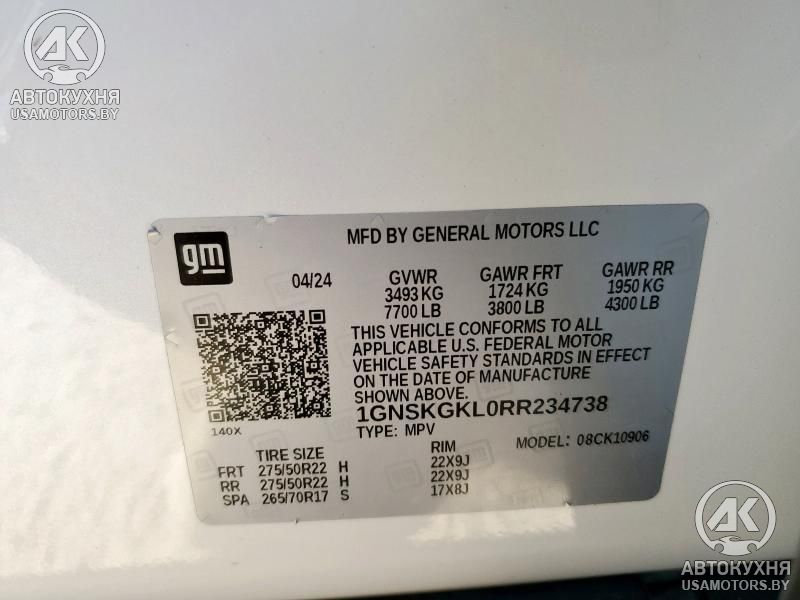 AK
АВТОКУХНЯ
USAMOTORS.BY
gm
MFD BY GENERAL MOTORS LLC
04/24
GVWR
3493 KG
7700 LB
GAWR FRT
1724 KG
3800 LB
GAWR RR
1950 KG
4300 LB
THIS VEHICLE CONFORMS TO ALL
APPLICABLE U.S. FEDERAL MOTOR
VEHICLE SAFETY STANDARDS IN EFFECT
ON THE DATE OF MANUFACTURE
SHOWN ABOVE.
1GNSKGKL0RR234738
140X
TYPE: MPV
MODEL: 08CK10906
TIRE SIZE RIM
FRT 275/50R22 H 22X9J
RR 275/50R22 H 22X9J
SPA 265/70R17 S 17X8J
AK
АВТОКУХНЯ
USAMOTORS.BY